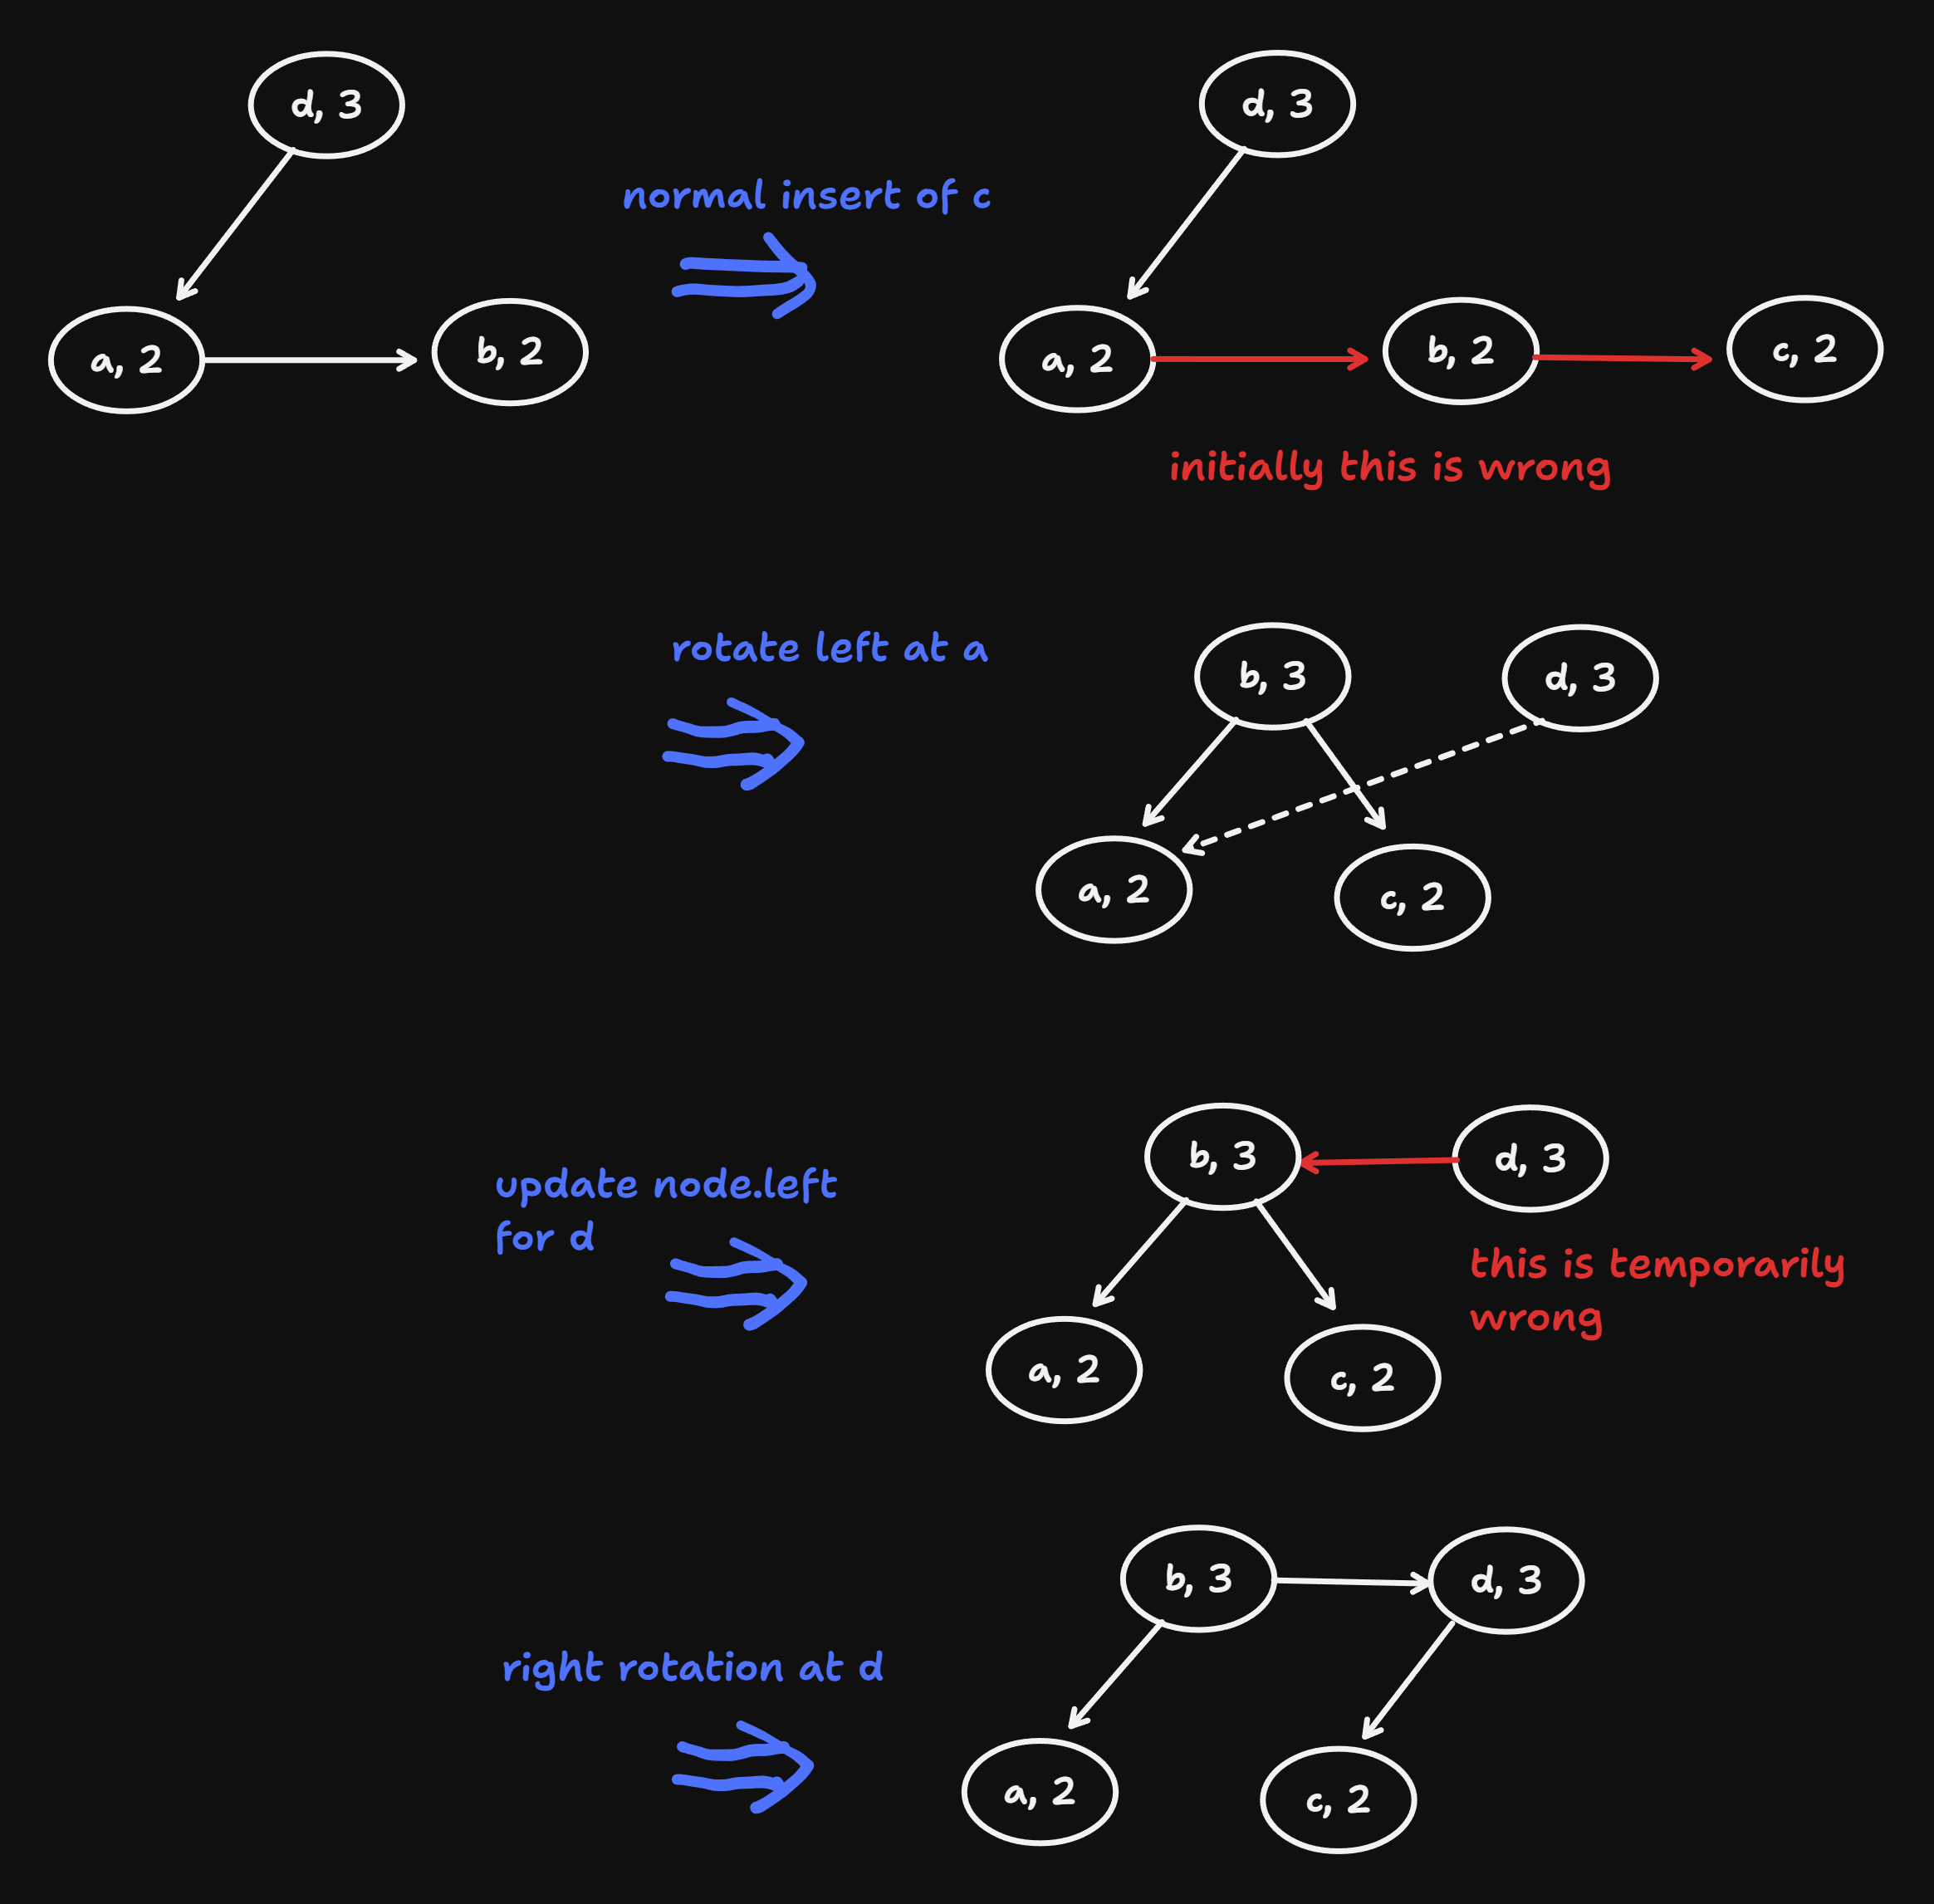 d, 3
a, 2
b, 2
normal insert of c
d, 3
a, 2
b, 2
c, 2
initially this is wrong
rotate left at a
b, 3
d, 3
a, 2
c, 2
update node.left
for d
b, 3
d, 3
this is temporarily
wrong
a, 2
c, 2
right rotation at d
b, 3
d, 3
a, 2
c, 2